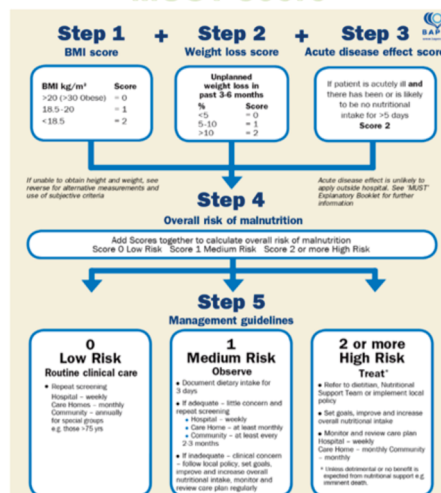 Step 1 + Step 2 + Step 3
BMI score
Weight loss score
Acute disease effect score
BMI kg/m² Score
>20 (>30 Obese) = 0
18.5-20 = 1
<18.5 = 2
Unplanned
weight loss in
past 3-6 months
% Score
<5 = 0
5-10 = 1
>10 = 2
If patient is acutely ill and
there has been or is likely
to be no nutritional
intake for >5 days
Score 2
If unable to obtain height and weight, see
reverse for alternative measurements and
use of subjective criteria
Acute disease effect is unlikely to
apply outside hospital. See 'MUST'
Explanatory Booklet for further
information
Step 4
Overall risk of malnutrition
Add Scores together to calculate overall risk of malnutrition
Score 0 Low Risk Score 1 Medium Risk Score 2 or more High Risk
Step 5
Management guidelines
0
Low Risk
Routine clinical care
• Repeat screening
Hospital – weekly
Care Homes – monthly
Community – annually
for special groups
e.g. those >75 yrs
1
Medium Risk
Observe
• Document dietary intake for
3 days
• If adequate – little concern and
repeat screening
• Hospital – weekly
• Care Home – at least monthly
• Community – at least every
2-3 months
• If inadequate – clinical concern
– follow local policy, set goals,
improve and increase overall
nutritional intake, monitor and
review care plan regularly
2 or more
High Risk
Treat*
• Refer to dietitian, Nutritional
Support Team or implement local
policy
• Set goals, improve and increase
overall nutritional intake
• Monitor and review care plan
Hospital – weekly
Care Home – monthly Community
– monthly
* Unless detrimental or no benefit is
expected from nutritional support e.g.
imminent death.